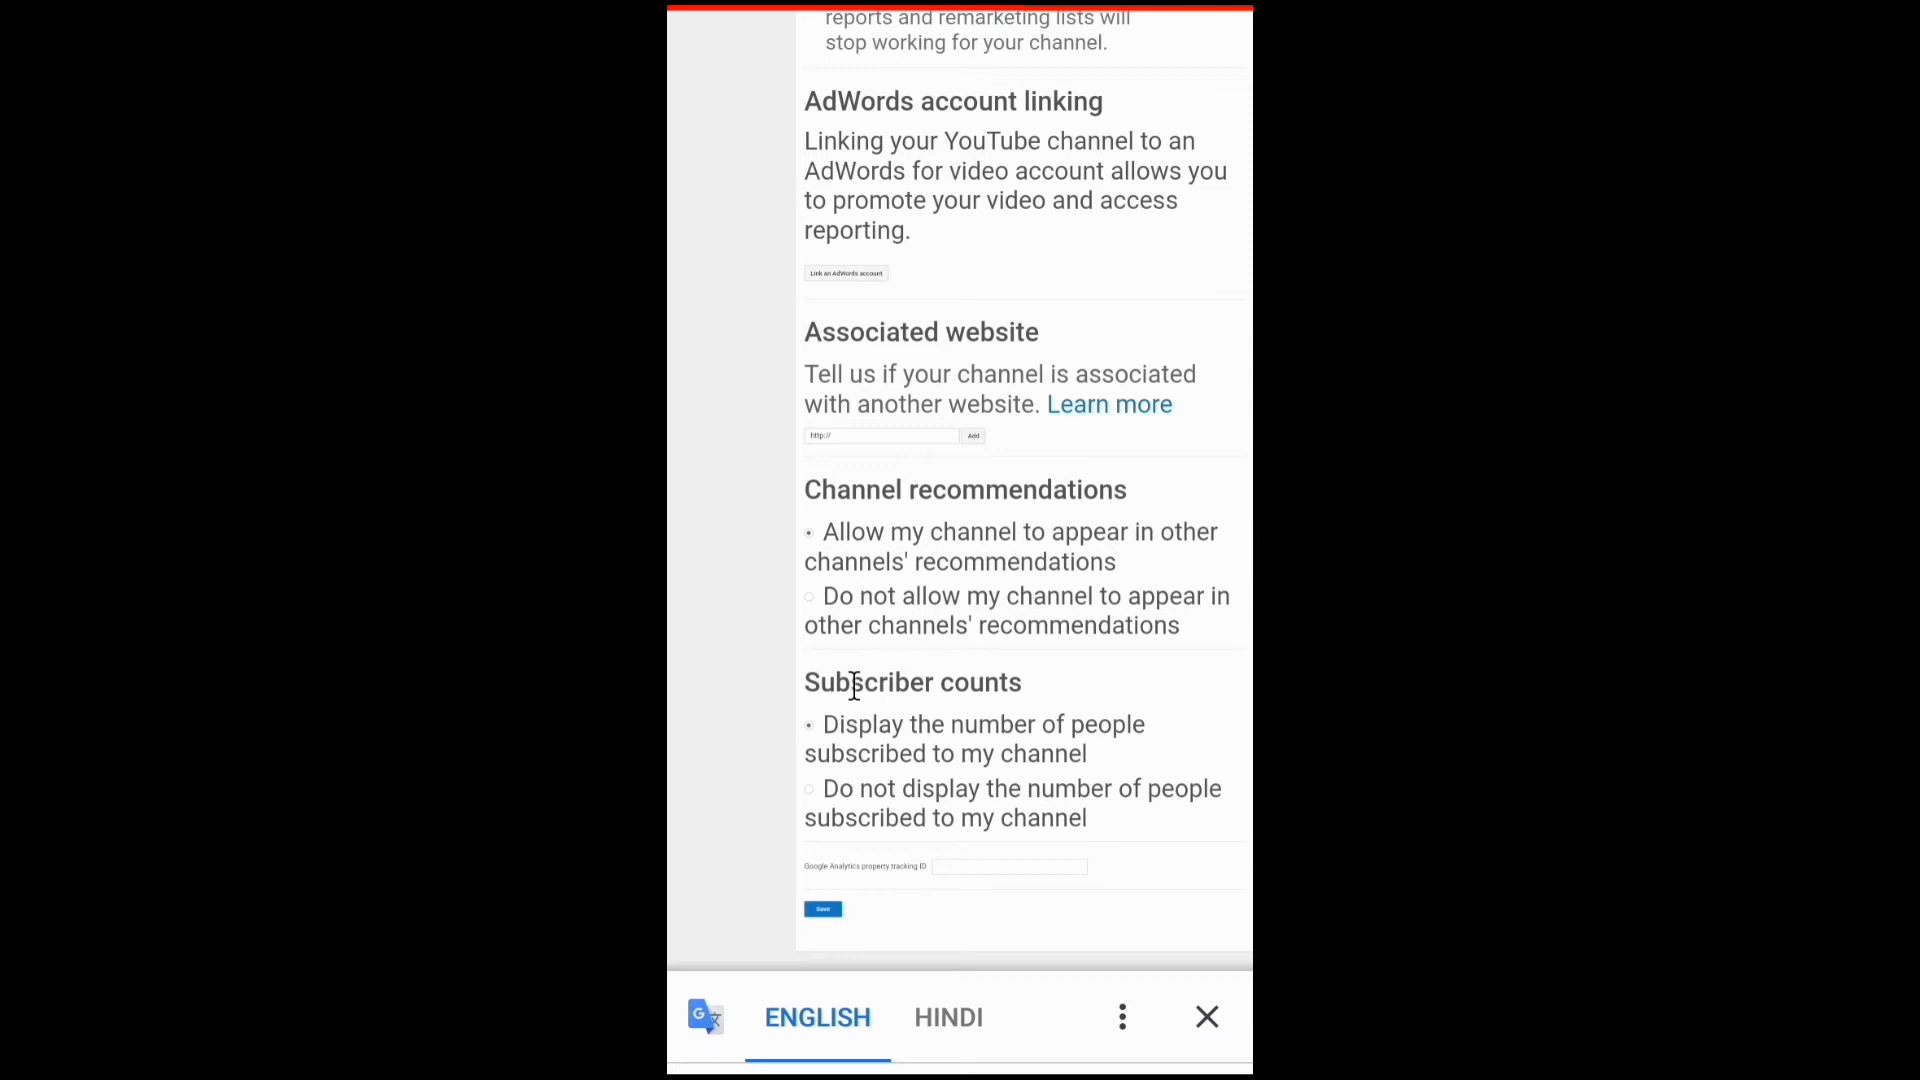 reports and remarketing lists will
stop working for your channel.
AdWords account linking
Linking your YouTube channel to an
AdWords for video account allows you
to promote your video and access
reporting.
Link an AdWords account
Associated website
Tell us if your channel is associated
with another website. Learn more
http:// Add
Channel recommendations
Allow my channel to appear in other
channels' recommendations
Do not allow my channel to appear in
other channels' recommendations
Subscriber counts
Display the number of people
subscribed to my channel
Do not display the number of people
subscribed to my channel
Google Analytics property tracking ID
Save
G 文 ENGLISH HINDI